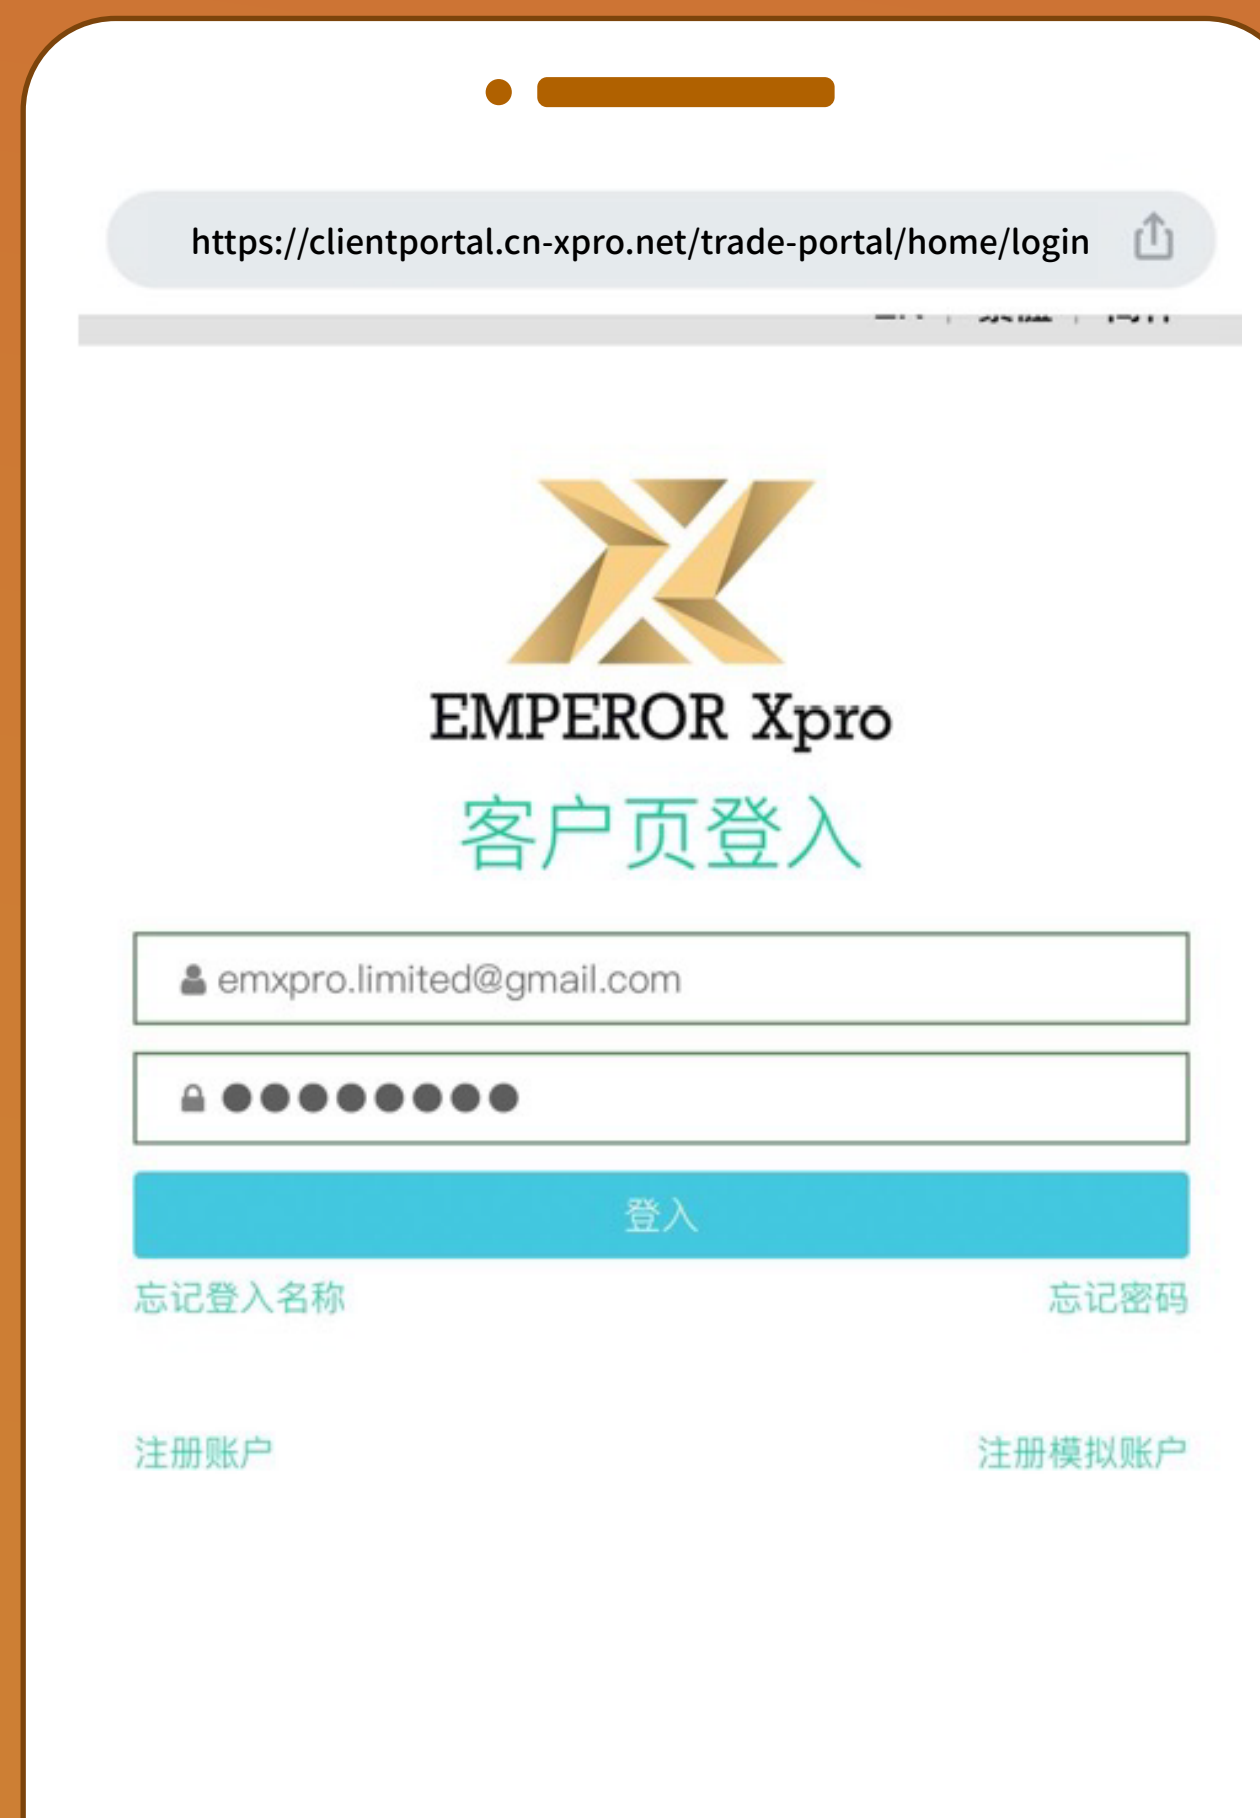 https://clientportal.cn-xpro.net/trade-portal/home/login
EMPEROR Xpro
客户页登入
emxpro.limited@gmail.com
登入
忘记登入名称 忘记密码
注册账户 注册模拟账户